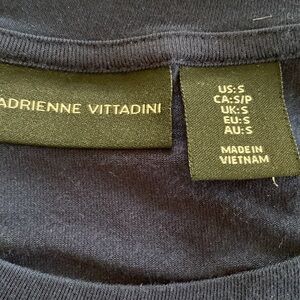 ADRIENNE VITTADINI
US:S
CA:S/P
UK:S
EU:S
AU:S
MADE IN
VIETNAM